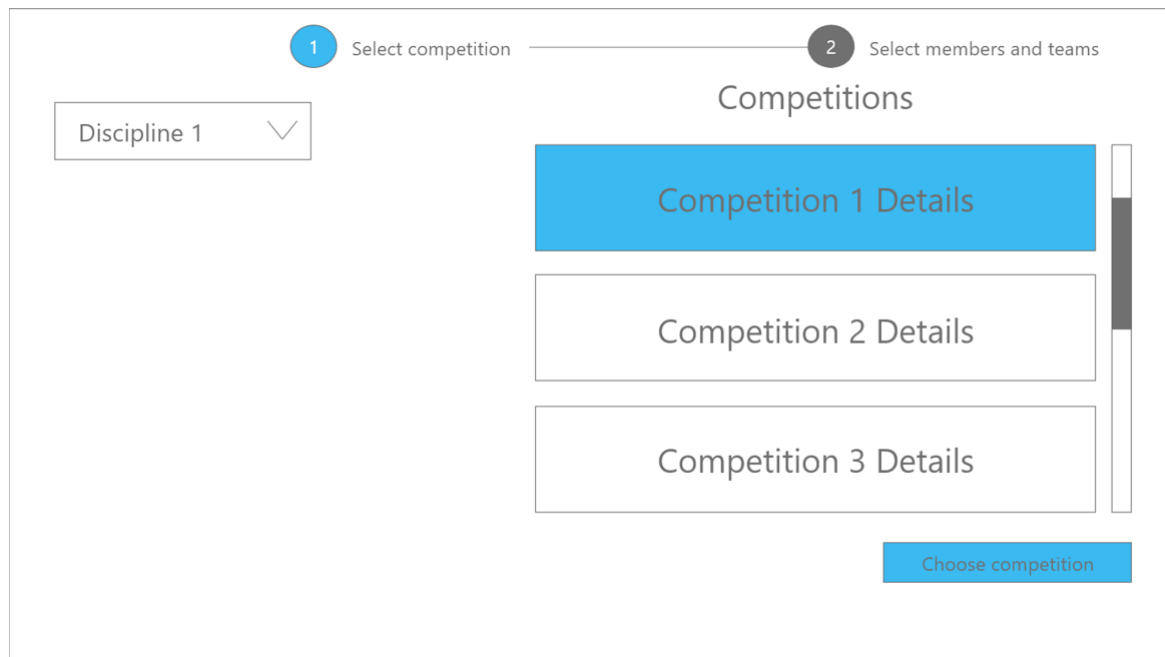 1 Select competition 2 Select members and teams
Competitions
Discipline 1
Competition 1 Details
Competition 2 Details
Competition 3 Details
Choose competition